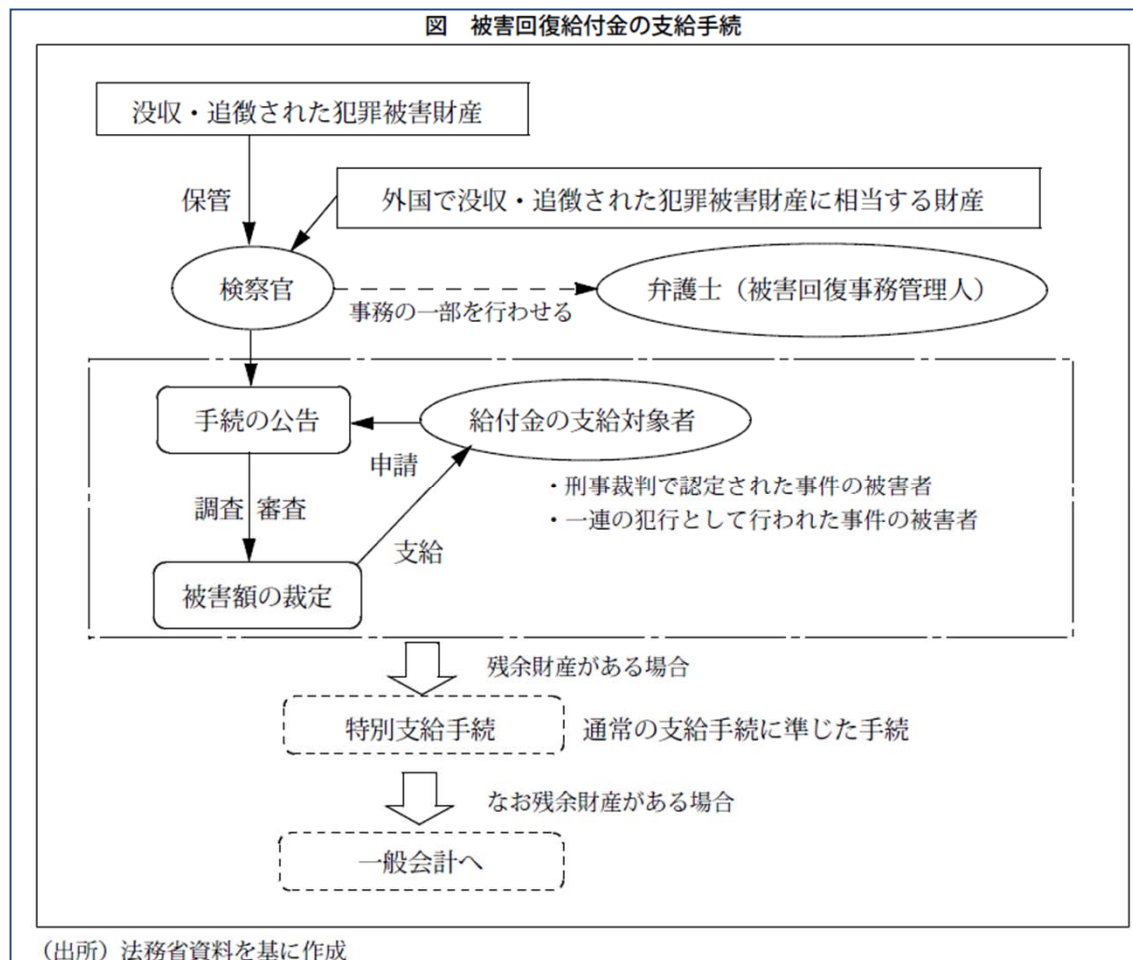 図　被害回復給付金の支給手続
没収・追徴された犯罪被害財産
保管
外国で没収・追徴された犯罪被害財産に相当する財産
検察官
事務の一部を行わせる
弁護士（被害回復事務管理人）
手続の公告
給付金の支給対象者
申請
・刑事裁判で認定された事件の被害者
調査 審査
・一連の犯行として行われた事件の被害者
支給
被害額の裁定
残余財産がある場合
特別支給手続
通常の支給手続に準じた手続
なお残余財産がある場合
一般会計へ
（出所）法務省資料を基に作成